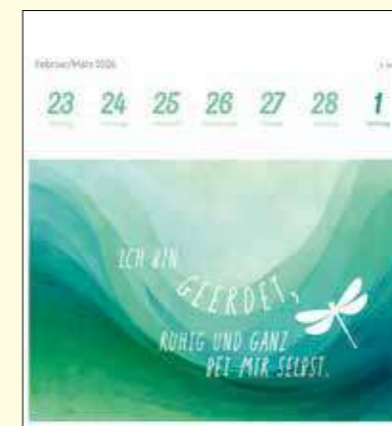 Februar/März 2026
23 24 25 26 27 28 1
ICH BIN
GEERDET,
RUHIG UND GANZ
BEI MIR SELBST.